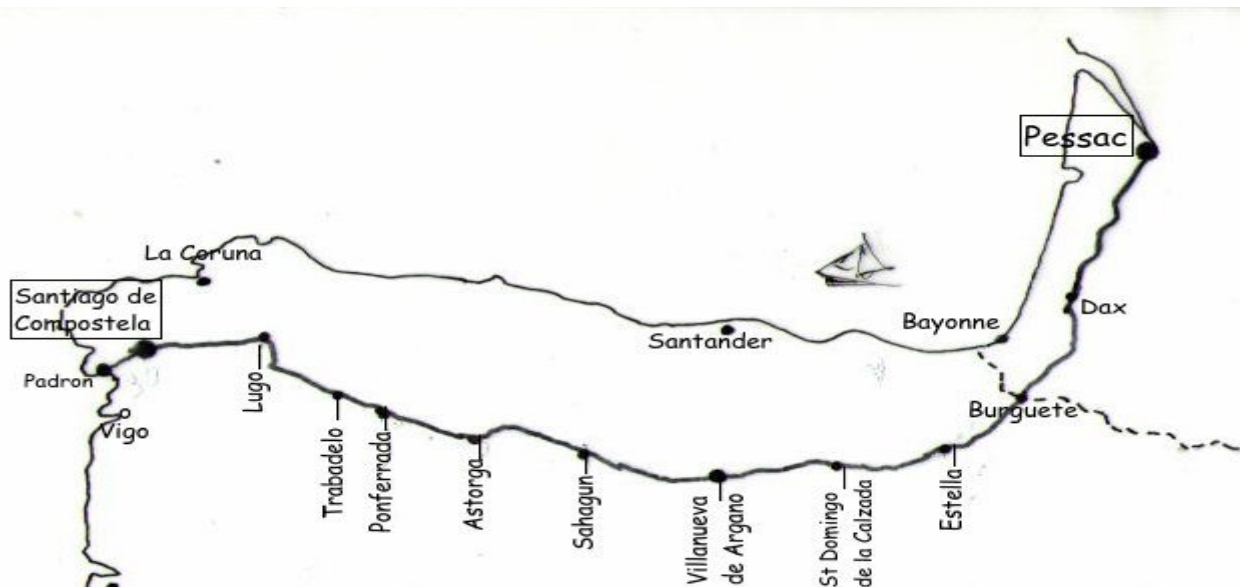 Pessac
La Coruna
Santiago de
Compostela
Dax
Bayonne
Santander
Padron
Lugo
Burguete
Vigo
Trabadelo
Ponferrada
Astorga
Sahagun
Villanueva
de Argano
St Domingo
de la Calzada
Estella